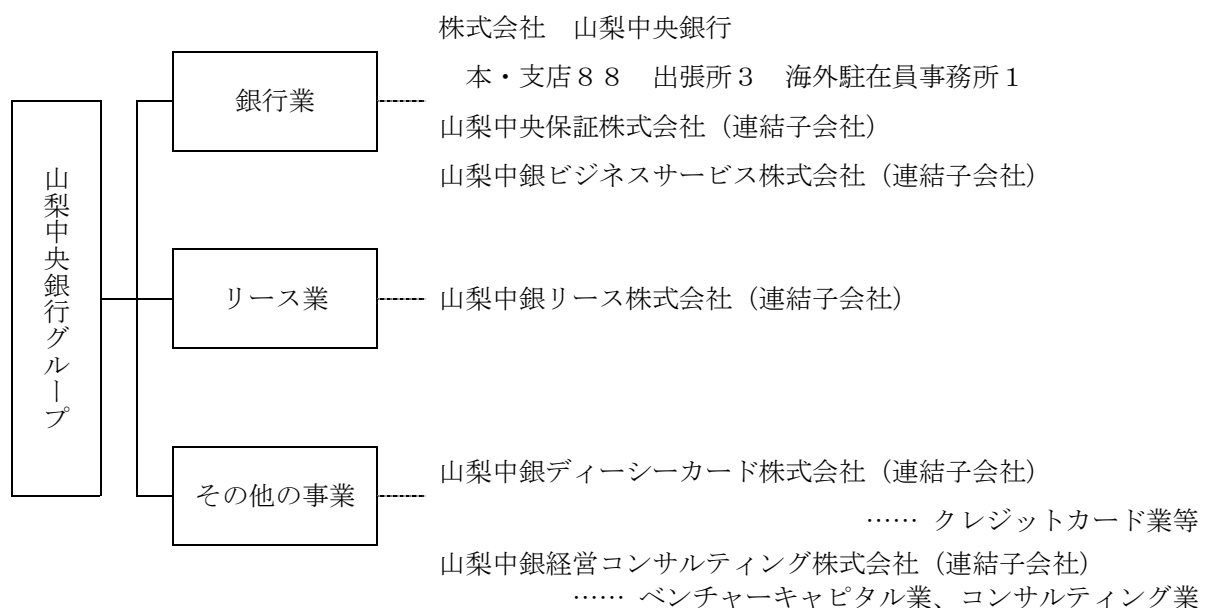 山梨中央銀行グループ
銀行業
株式会社　山梨中央銀行
本・支店８８　出張所３　海外駐在員事務所１
山梨中央保証株式会社（連結子会社）
山梨中銀ビジネスサービス株式会社（連結子会社）
リース業
山梨中銀リース株式会社（連結子会社）
その他の事業
山梨中銀ディーシーカード株式会社（連結子会社）
…… クレジットカード業等
山梨中銀経営コンサルティング株式会社（連結子会社）
…… ベンチャーキャピタル業、コンサルティング業